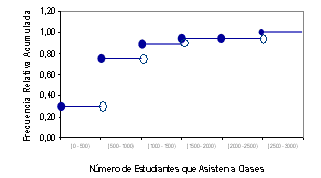 Frecuencia Relativa Acumulada
1,20
1,00
0,80
0,60
0,40
0,20
0,00
[0-500) [500-1000) [1000-1500) [1500-2000) [2000-2500) [2500-3000)
Número de Estudiantes que Asisten a Clases